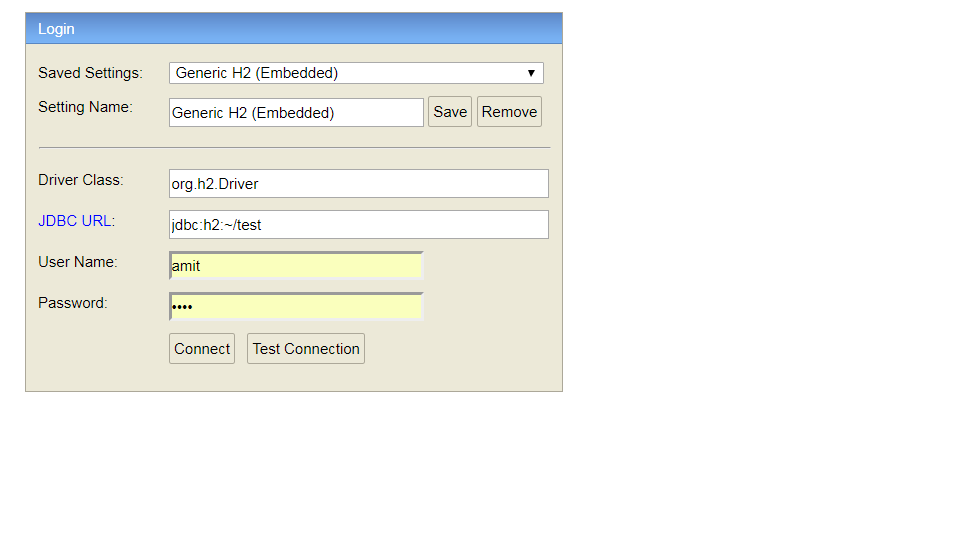 Login
Saved Settings: Generic H2 (Embedded) ▼
Setting Name: Generic H2 (Embedded) Save Remove
Driver Class: org.h2.Driver
JDBC URL: jdbc:h2:~/test
User Name: amit
Password: ••••
Connect Test Connection